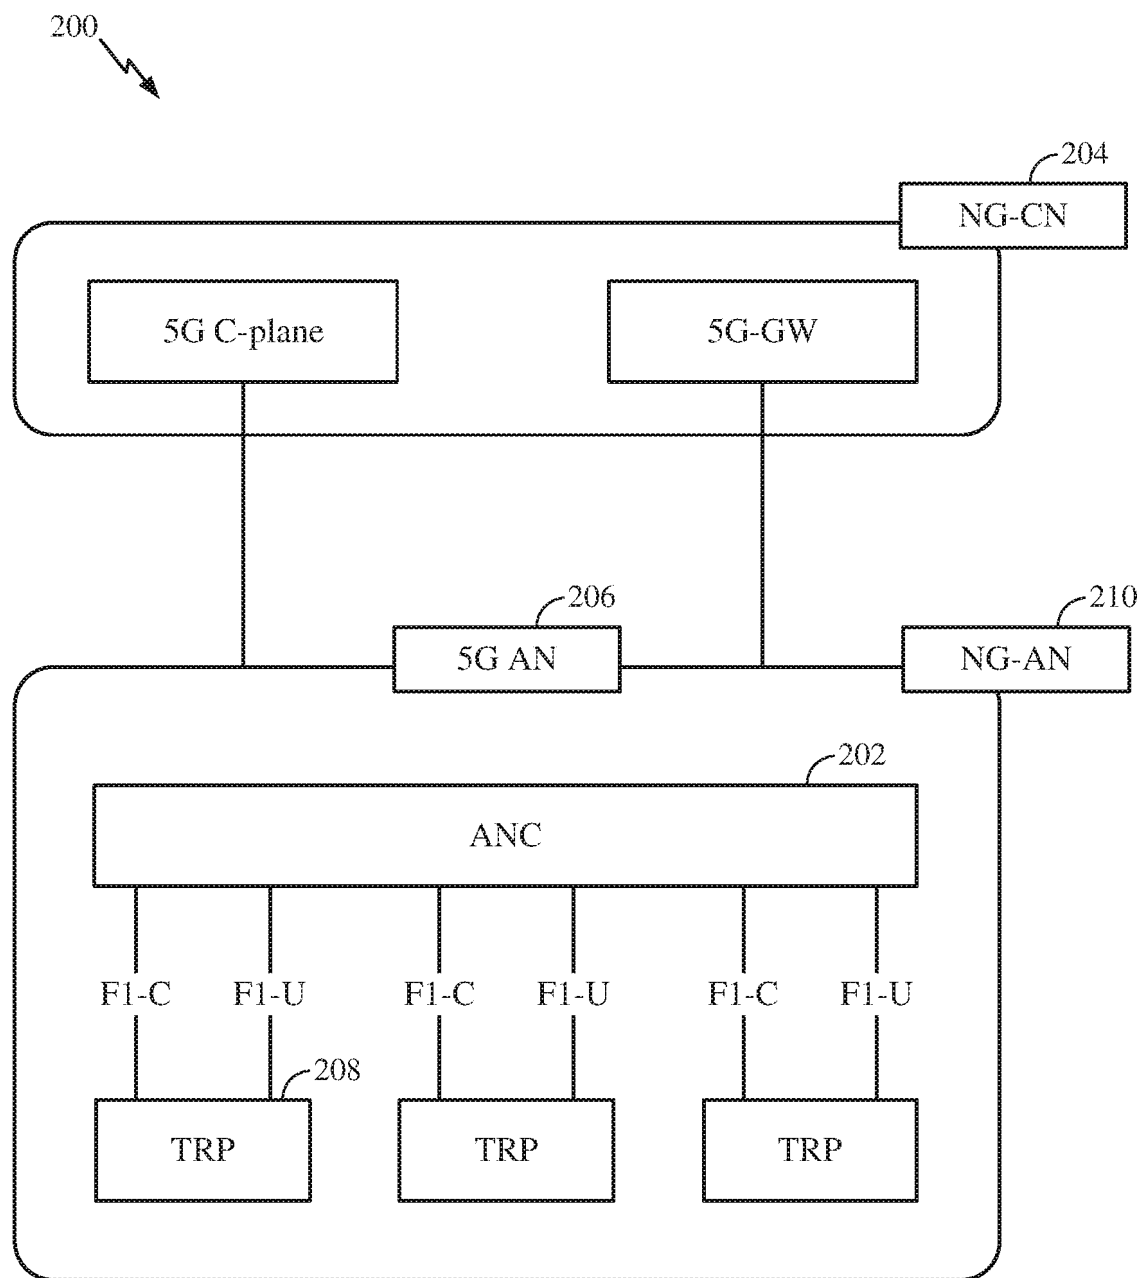 200
204
NG-CN
5G C-plane
5G-GW
206
210
5G AN
NG-AN
202
ANC
F1-C
F1-U
F1-C
F1-U
F1-C
F1-U
208
TRP
TRP
TRP